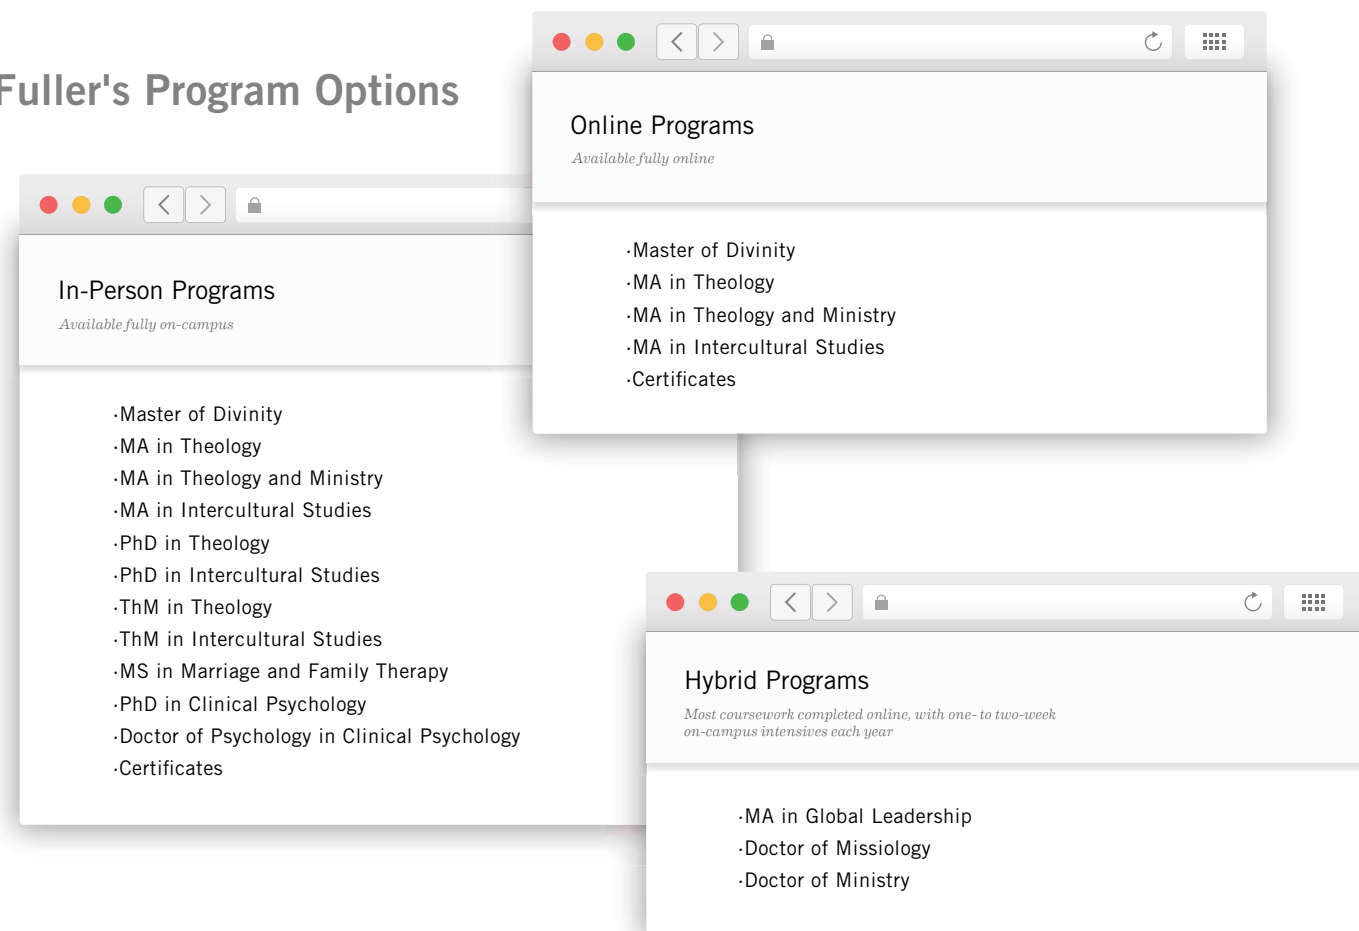 Fuller's Program Options
In-Person Programs
Available fully on-campus
·Master of Divinity
·MA in Theology
·MA in Theology and Ministry
·MA in Intercultural Studies
·PhD in Theology
·PhD in Intercultural Studies
·ThM in Theology
·ThM in Intercultural Studies
·MS in Marriage and Family Therapy
·PhD in Clinical Psychology
·Doctor of Psychology in Clinical Psychology
·Certificates
Online Programs
Available fully online
·Master of Divinity
·MA in Theology
·MA in Theology and Ministry
·MA in Intercultural Studies
·Certificates
Hybrid Programs
Most coursework completed online, with one- to two-week
on-campus intensives each year
·MA in Global Leadership
·Doctor of Missiology
·Doctor of Ministry